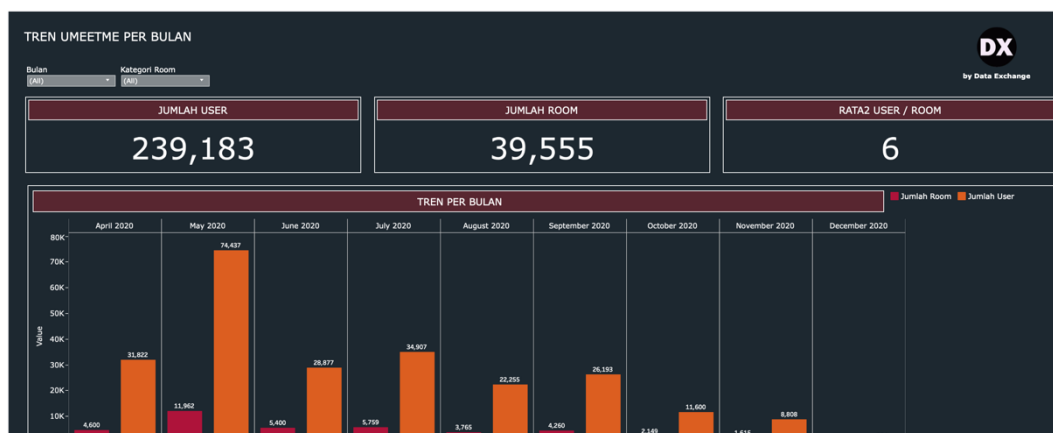 TREN UMEETME PER BULAN
DX
by Data Exchange
Bulan
Kategori Room
(All)
(All)
JUMLAH USER
JUMLAH ROOM
RATA2 USER / ROOM
239,183
39,555
6
TREN PER BULAN
Jumlah Room
Jumlah User
April 2020
May 2020
June 2020
July 2020
August 2020
September 2020
October 2020
November 2020
December 2020
80K
70K
60K
50K
40K
30K
20K
10K
Value
4,600
31,822
11,962
74,437
5,400
28,877
5,759
34,907
3,765
22,255
4,260
26,193
2,149
11,600
1,615
8,808